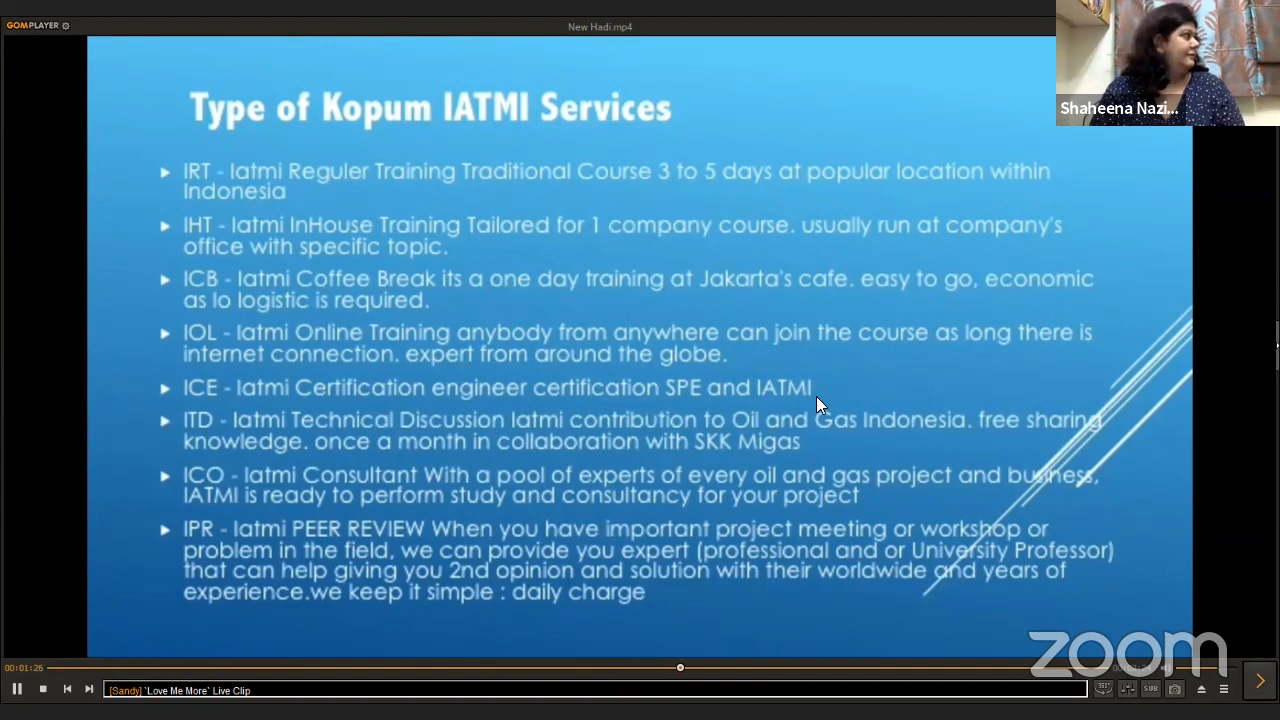 GOMPLAYER
New Hadi.mp4
Shaheena Nazi...
Type of Kopum IATMI Services
IRT - Iatmi Reguler Training Traditional Course 3 to 5 days at popular location within
Indonesia
IHT - Iatmi InHouse Training Tailored for 1 company course. usually run at company's
office with specific topic.
ICB - Iatmi Coffee Break its a one day training at Jakarta's cafe. easy to go, economic
as lo logistic is required.
IOL - Iatmi Online Training anybody from anywhere can join the course as long there is
internet connection. expert from around the globe.
ICE - Iatmi Certification engineer certification SPE and IATMI
ITD - Iatmi Technical Discussion Iatmi contribution to Oil and Gas Indonesia. free sharing
knowledge. once a month in collaboration with SKK Migas
ICO - Iatmi Consultant With a pool of experts of every oil and gas project and business,
IATMI is ready to perform study and consultancy for your project
IPR - Iatmi PEER REVIEW When you have important project meeting or workshop or
problem in the field, we can provide you expert (professional and or University Professor)
that can help giving you 2nd opinion and solution with their worldwide and years of
experience.we keep it simple : daily charge
zoom
00:01:26
[Sandy] `Love Me More` Live Clip
360°
SUB